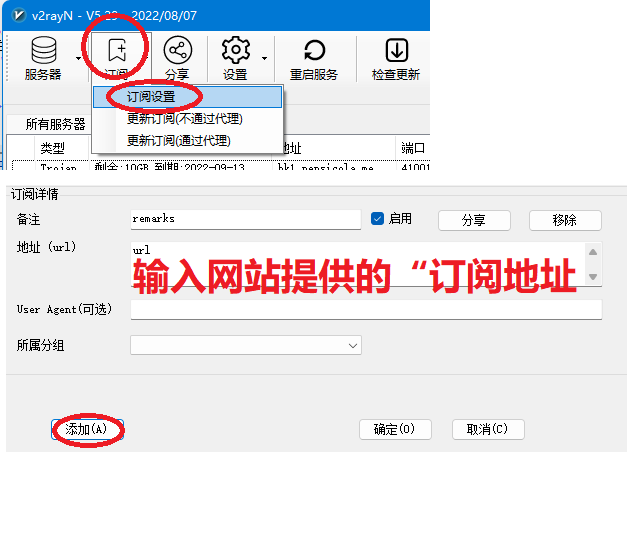 v2rayN - V5.39 - 2022/08/07
服务器 订阅 分享 设置 重启服务 检查更新
订阅设置
所有服务器
更新订阅(不通过代理)
类型 更新订阅(通过代理) 地址 端口
Trojan 剩余:10GB 到期:2022-09-13 hk1.pensicola.me 41001
订阅详情
备注 remarks 启用 分享 移除
地址 (url) url
输入网站提供的“订阅地址
User Agent(可选)
所属分组
添加(A) 确定(O) 取消(C)